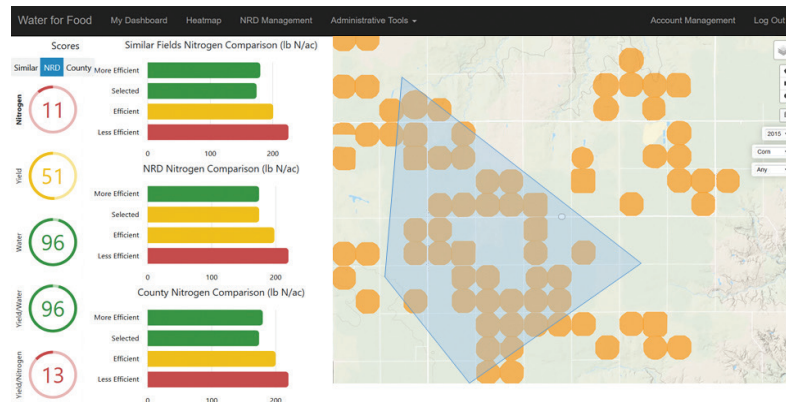 Water for Food My Dashboard Heatmap NRD Management Administrative Tools Account Management Log Out
Scores
Similar NRD County
Nitrogen
11
Yield
51
Water
96
Yield/Water
96
Yield/Nitrogen
13
Similar Fields Nitrogen Comparison (lb N/ac)
More Efficient
Selected
Efficient
Less Efficient
0 100 200
NRD Nitrogen Comparison (lb N/ac)
More Efficient
Selected
Efficient
Less Efficient
0 100 200
County Nitrogen Comparison (lb N/ac)
More Efficient
Selected
Efficient
Less Efficient
0 100 200
2015
Corn
Any